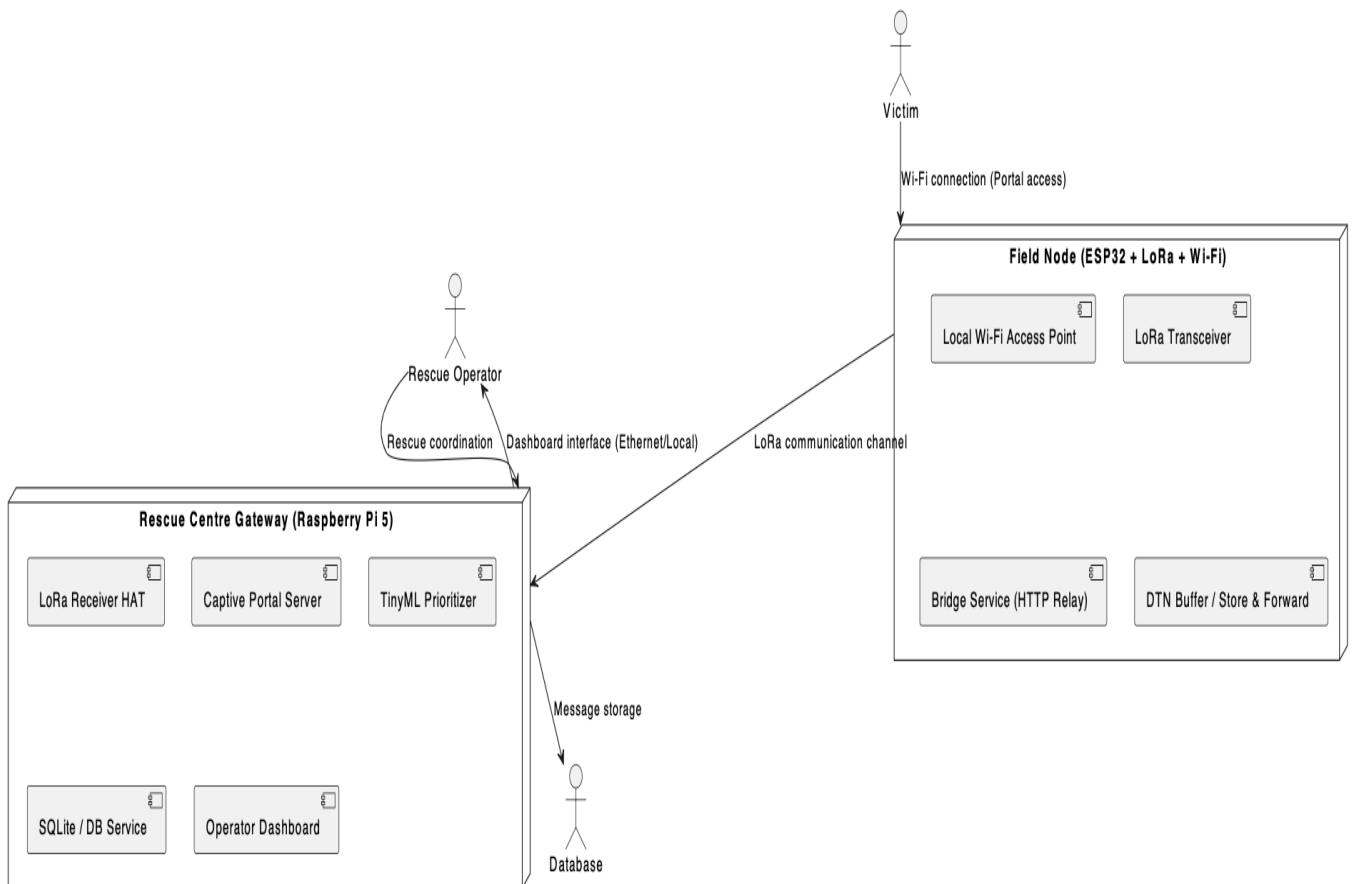 Victim
Wi-Fi connection (Portal access)
Field Node (ESP32 + LoRa + Wi-Fi)
Local Wi-Fi Access Point
LoRa Transceiver
Rescue Operator
Rescue coordination
Dashboard interface (Ethernet/Local)
LoRa communication channel
Rescue Centre Gateway (Raspberry Pi 5)
LoRa Receiver HAT
Captive Portal Server
TinyML Prioritizer
Bridge Service (HTTP Relay)
DTN Buffer / Store & Forward
Message storage
SQLite / DB Service
Operator Dashboard
Database